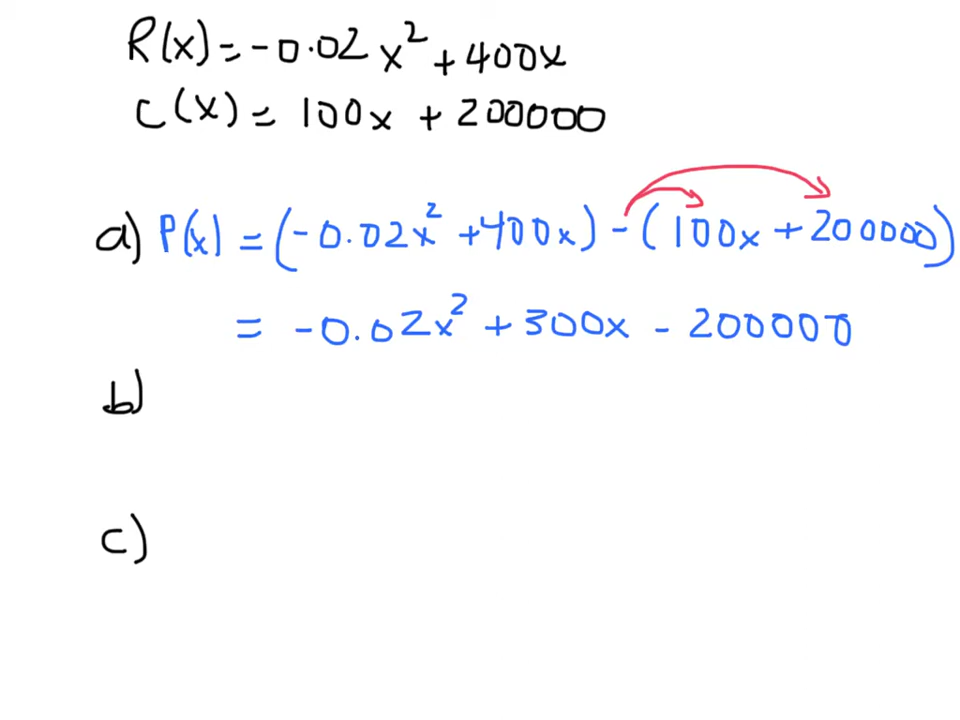 R(x) = -0.02x² + 400x
C(x) = 100x + 200000
a) P(x) = (-0.02x² + 400x) - (100x + 200000)
= -0.02x² + 300x - 200000
b)
c)